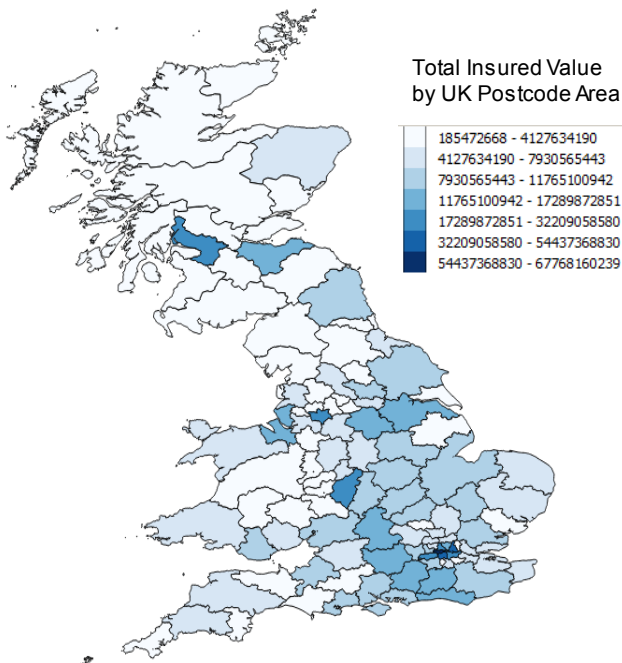 Total Insured Value
by UK Postcode Area
185472668 - 4127634190
4127634190 - 7930565443
7930565443 - 11765100942
11765100942 - 17289872851
17289872851 - 32209058580
32209058580 - 54437368830
54437368830 - 67768160239